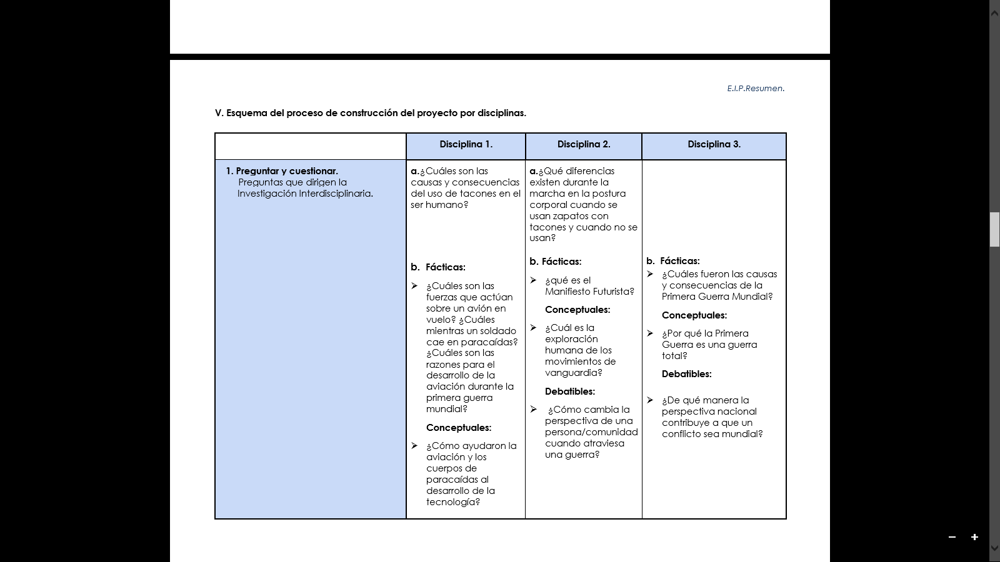 E.I.P.Resumen.
V. Esquema del proceso de construcción del proyecto por disciplinas.
Disciplina 1.
Disciplina 2.
Disciplina 3.
1. Preguntar y cuestionar.
Preguntas que dirigen la
Investigación Interdisciplinaria.
a.¿Cuáles son las
causas y consecuencias
del uso de tacones en el
ser humano?
b. Fácticas:
➢ ¿Cuáles son las
fuerzas que actúan
sobre un avión en
vuelo? ¿Cuáles
mientras un soldado
cae en paracaídas?
¿Cuáles son las
razones para el
desarrollo de la
aviación durante la
primera guerra
mundial?
Conceptuales:
➢ ¿Cómo ayudaron la
aviación y los
cuerpos de
paracaídas al
desarrollo de la
tecnología?
a.¿Qué diferencias
existen durante la
marcha en la postura
corporal cuando se
usan zapatos con
tacones y cuando no se
usan?
b. Fácticas:
➢ ¿qué es el
Manifiesto Futurista?
Conceptuales:
➢ ¿Cuál es la
exploración
humana de los
movimientos de
vanguardia?
Debatibles:
➢ ¿Cómo cambia la
perspectiva de una
persona/comunidad
cuando atraviesa
una guerra?
b. Fácticas:
➢ ¿Cuáles fueron las causas
y consecuencias de la
Primera Guerra Mundial?
Conceptuales:
➢ ¿Por qué la Primera
Guerra es una guerra
total?
Debatibles:
➢ ¿De qué manera la
perspectiva nacional
contribuye a que un
conflicto sea mundial?